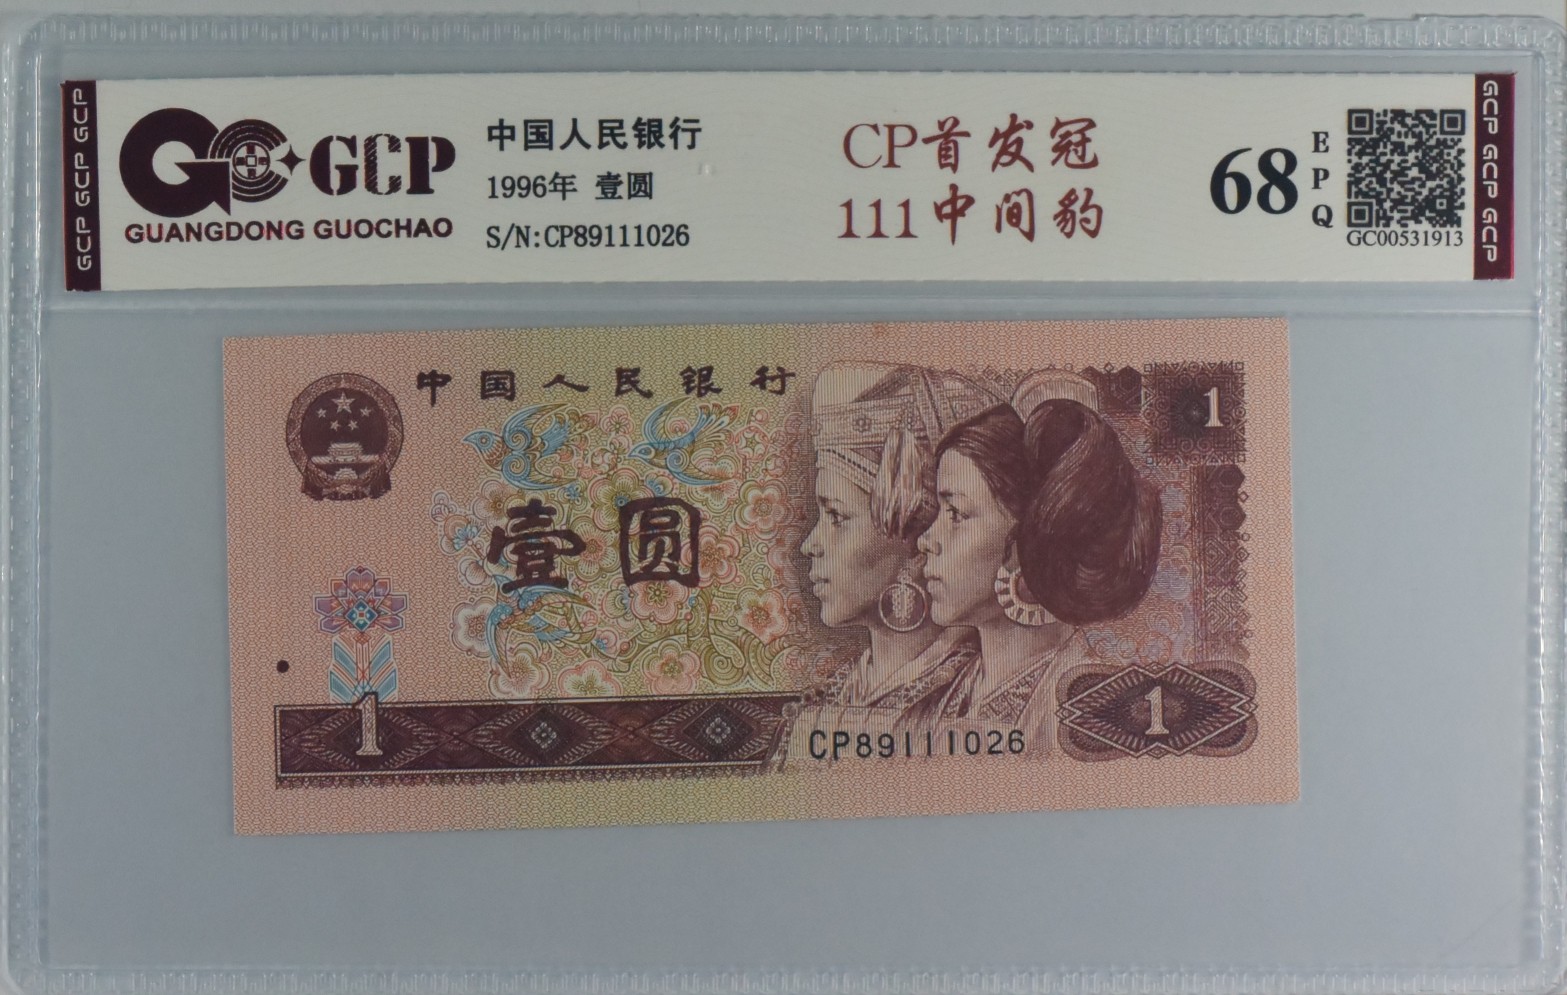 GCP GCP GCP
GCP
GUANGDONG GUOCHAO
中国人民银行
1996年 壹圆
S/N:CP89111026
CP首发冠
111中间豹
68
EPQ
GC00531913
GCP GCP GCP
中国人民银行
1
壹圆
1
1
CP89111026